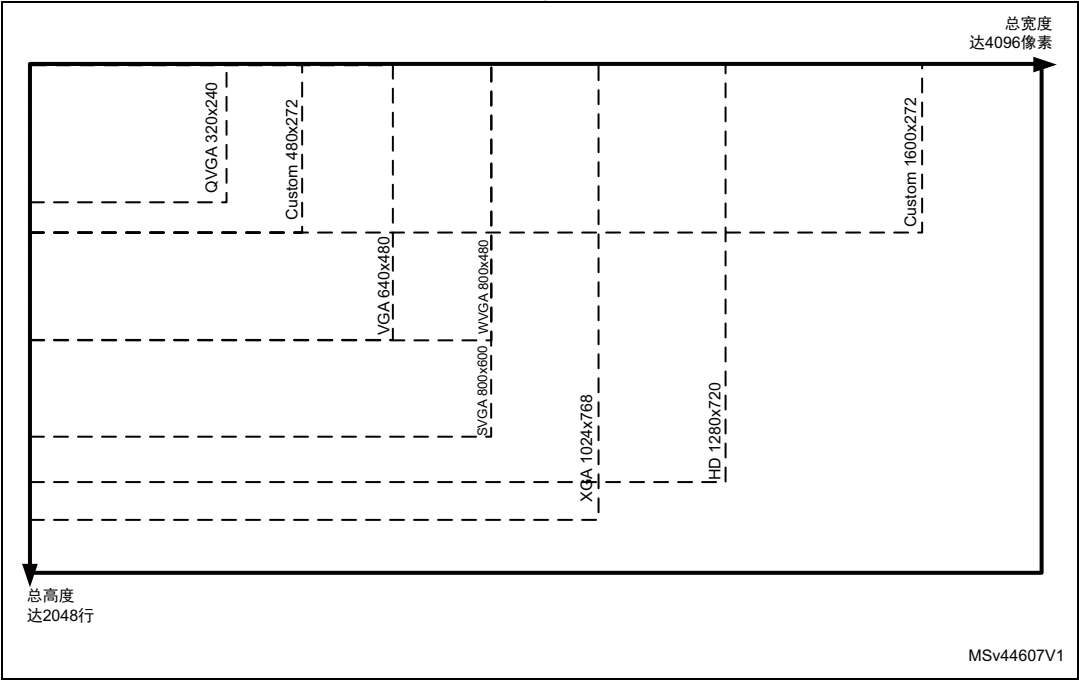 总宽度
达4096像素
QVGA 320x240
Custom 480x272
Custom 1600x272
VGA 640x480
WVGA 800x480
SVGA 800x600
XGA 1024x768
HD 1280x720
总高度
达2048行
MSv44607V1